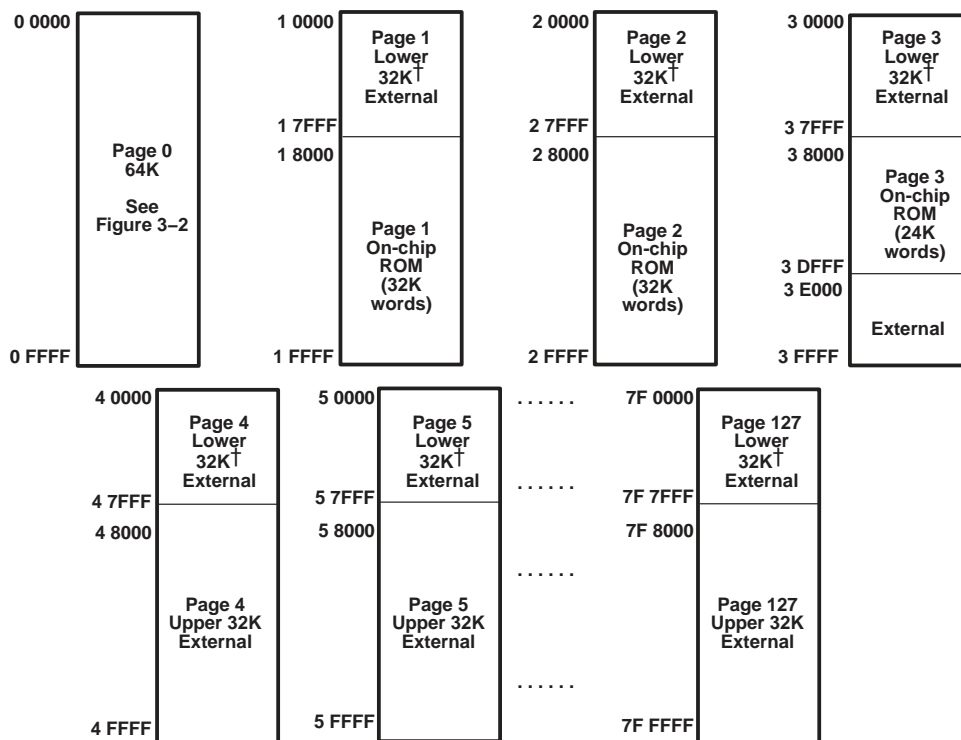 0 0000
Page 0
64K
See
Figure 3–2
0 FFFF
1 0000
Page 1
Lower
32K†
External
1 7FFF
1 8000
Page 1
On-chip
ROM
(32K
words)
1 FFFF
2 0000
Page 2
Lower
32K†
External
2 7FFF
2 8000
Page 2
On-chip
ROM
(32K
words)
2 FFFF
3 0000
Page 3
Lower
32K†
External
3 7FFF
3 8000
Page 3
On-chip
ROM
(24K
words)
3 DFFF
3 E000
External
3 FFFF
4 0000
Page 4
Lower
32K†
External
4 7FFF
4 8000
Page 4
Upper 32K
External
4 FFFF
5 0000
Page 5
Lower
32K†
External
5 7FFF
5 8000
Page 5
Upper 32K
External
5 FFFF
. . . . . .
. . . . . .
. . . . . .
. . . . . .
7F 0000
Page 127
Lower
32K†
External
7F 7FFF
7F 8000
Page 127
Upper 32K
External
7F FFFF